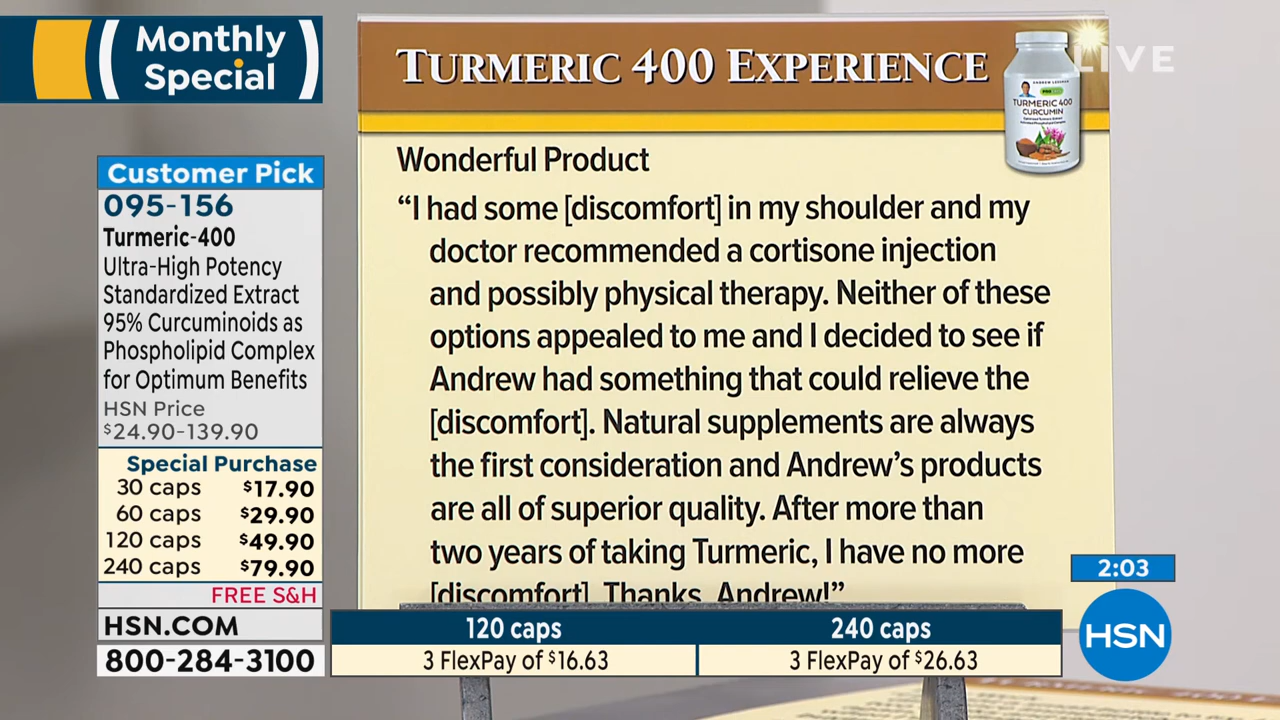 Monthly
Special
Customer Pick
095-156
Turmeric-400
Ultra-High Potency
Standardized Extract
95% Curcuminoids as
Phospholipid Complex
for Optimum Benefits
HSN Price
$24.90-139.90
Special Purchase
30 caps $17.90
60 caps $29.90
120 caps $49.90
240 caps $79.90
FREE S&H
HSN.COM
800-284-3100
TURMERIC 400 EXPERIENCE
LIVE
ANDREW LESSMAN
TURMERIC 400
CURCUMIN
Wonderful Product
“I had some [discomfort] in my shoulder and my
doctor recommended a cortisone injection
and possibly physical therapy. Neither of these
options appealed to me and I decided to see if
Andrew had something that could relieve the
[discomfort]. Natural supplements are always
the first consideration and Andrew’s products
are all of superior quality. After more than
two years of taking Turmeric, I have no more
[discomfort]. Thanks, Andrew!”
2:03
HSN
120 caps 240 caps
3 FlexPay of $16.63 3 FlexPay of $26.63